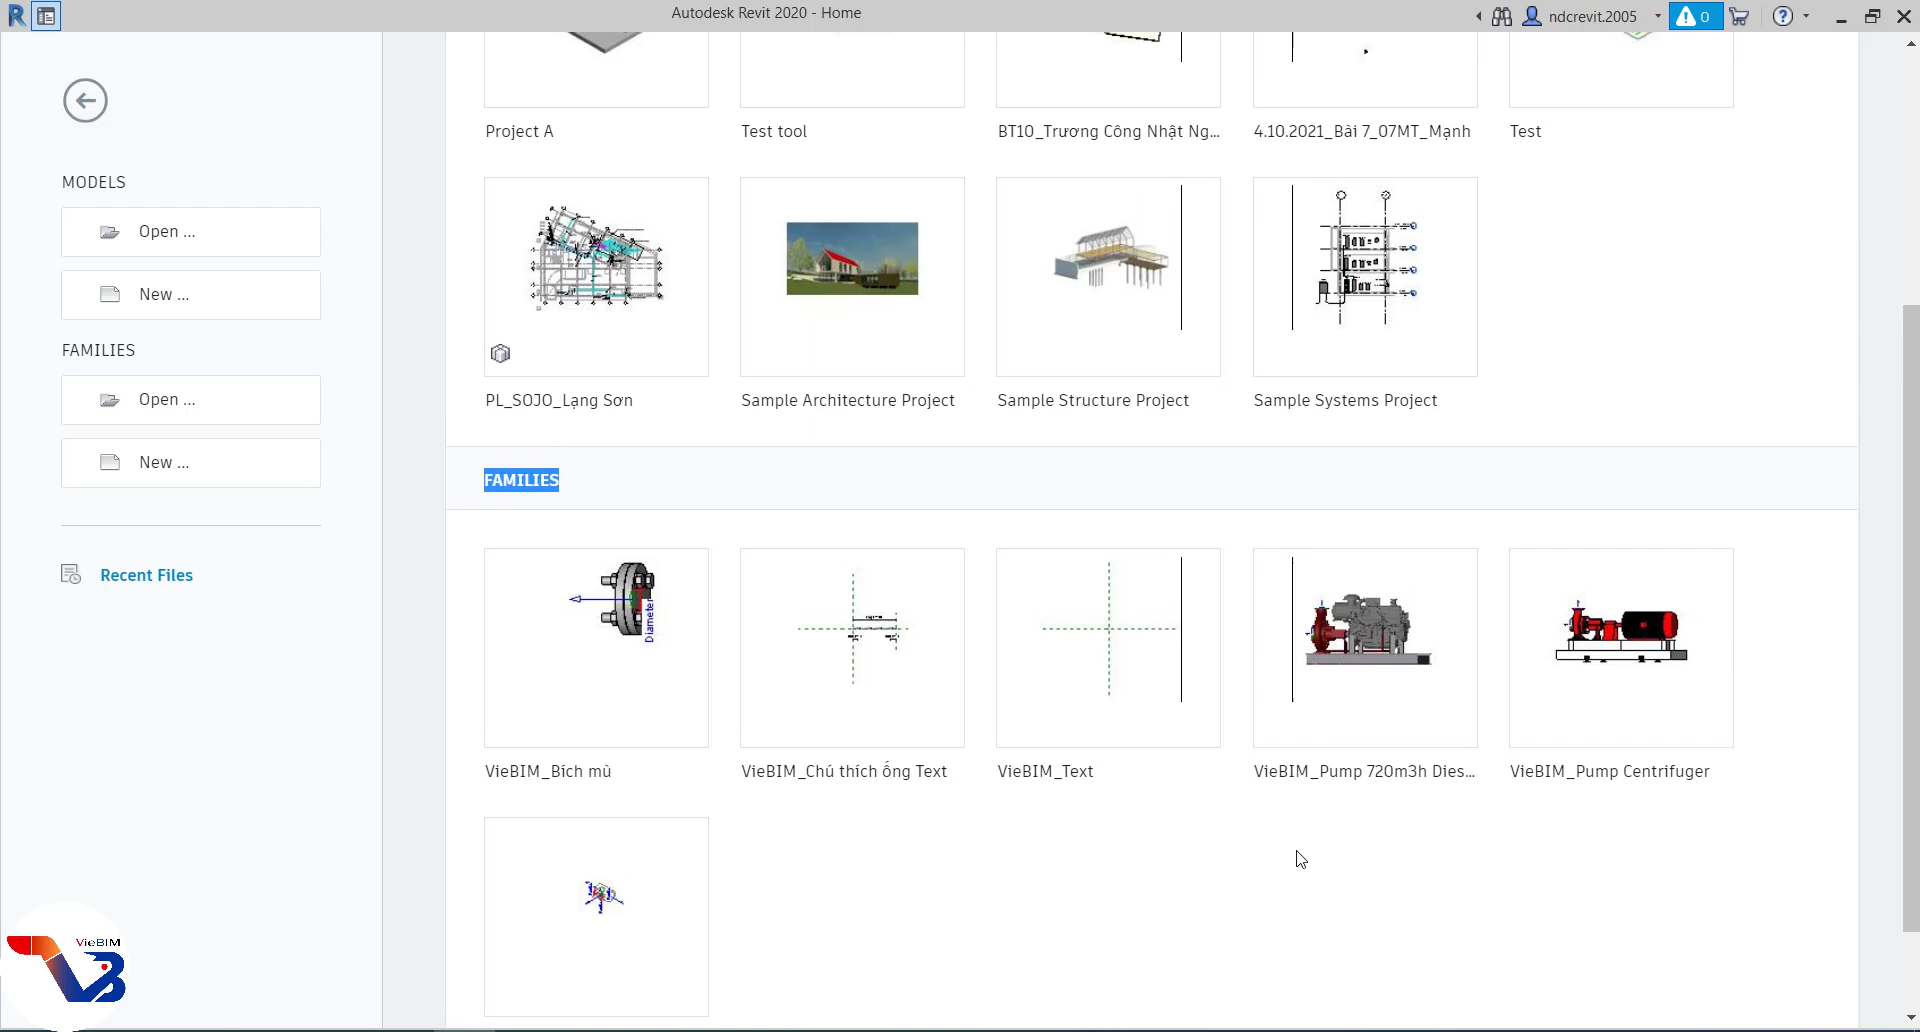 Autodesk Revit 2020 - Home
ndcrevit.2005
0
MODELS
Open ...
New ...
FAMILIES
Open ...
New ...
Recent Files
Project A
Test tool
BT10_Trương Công Nhật Ng...
4.10.2021_Bài 7_07MT_Mạnh
Test
PL_SOJO_Lạng Sơn
Sample Architecture Project
Sample Structure Project
Sample Systems Project
FAMILIES
Diameter
VieBIM_Bích mù
VieBIM_Chú thích ống Text
VieBIM_Text
VieBIM_Pump 720m3h Dies...
VieBIM_Pump Centrifuger
VieBIM